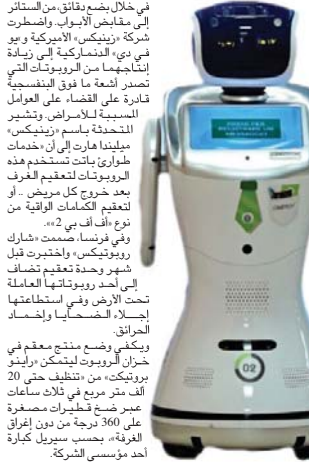 في خلال بضع دقائق، من الستائر
إلى مقابض الأبواب. واضطرت
شركة «زينيكس» الأميركية و«يو
في دي» الدنماركية إلى زيادة
إنتاجهما من الروبوتات التي
تصدر أشعة ما فوق البنفسجية
قادرة على القضاء على العوامل
المسببة للأمراض. وتشير
المتحدثة باسم «زينيكس»
ميليندا هارت إلى أن «خدمات
طوارئ باتت تستخدم هذه
الروبوتات لتعقيم الغرف
بعد خروج كل مريض .. أو
لتعقيم الكمامات الواقية من
نوع «أف أف بي 2»».
وفي فرنسا، صممت «شارك
روبوتيكس» واختبرت قبل
شهر وحدة تعقيم تضاف
إلى أحد روبوتاتها العاملة
تحت الأرض وفي استطاعتها
إجلاء الضحايا وإخماد
الحرائق.
ويكفي وضع منتج معقم في
خزان الروبوت ليتمكن «راينو
بروتيكت» من «تنظيف حتى 20
ألف متر مربع في ثلاث ساعات
عبر ضخ قطيرات مصغرة
على 360 درجة من دون إغراق
الغرفة»، بحسب سيريل كبارة
أحد مؤسسي الشركة.
02